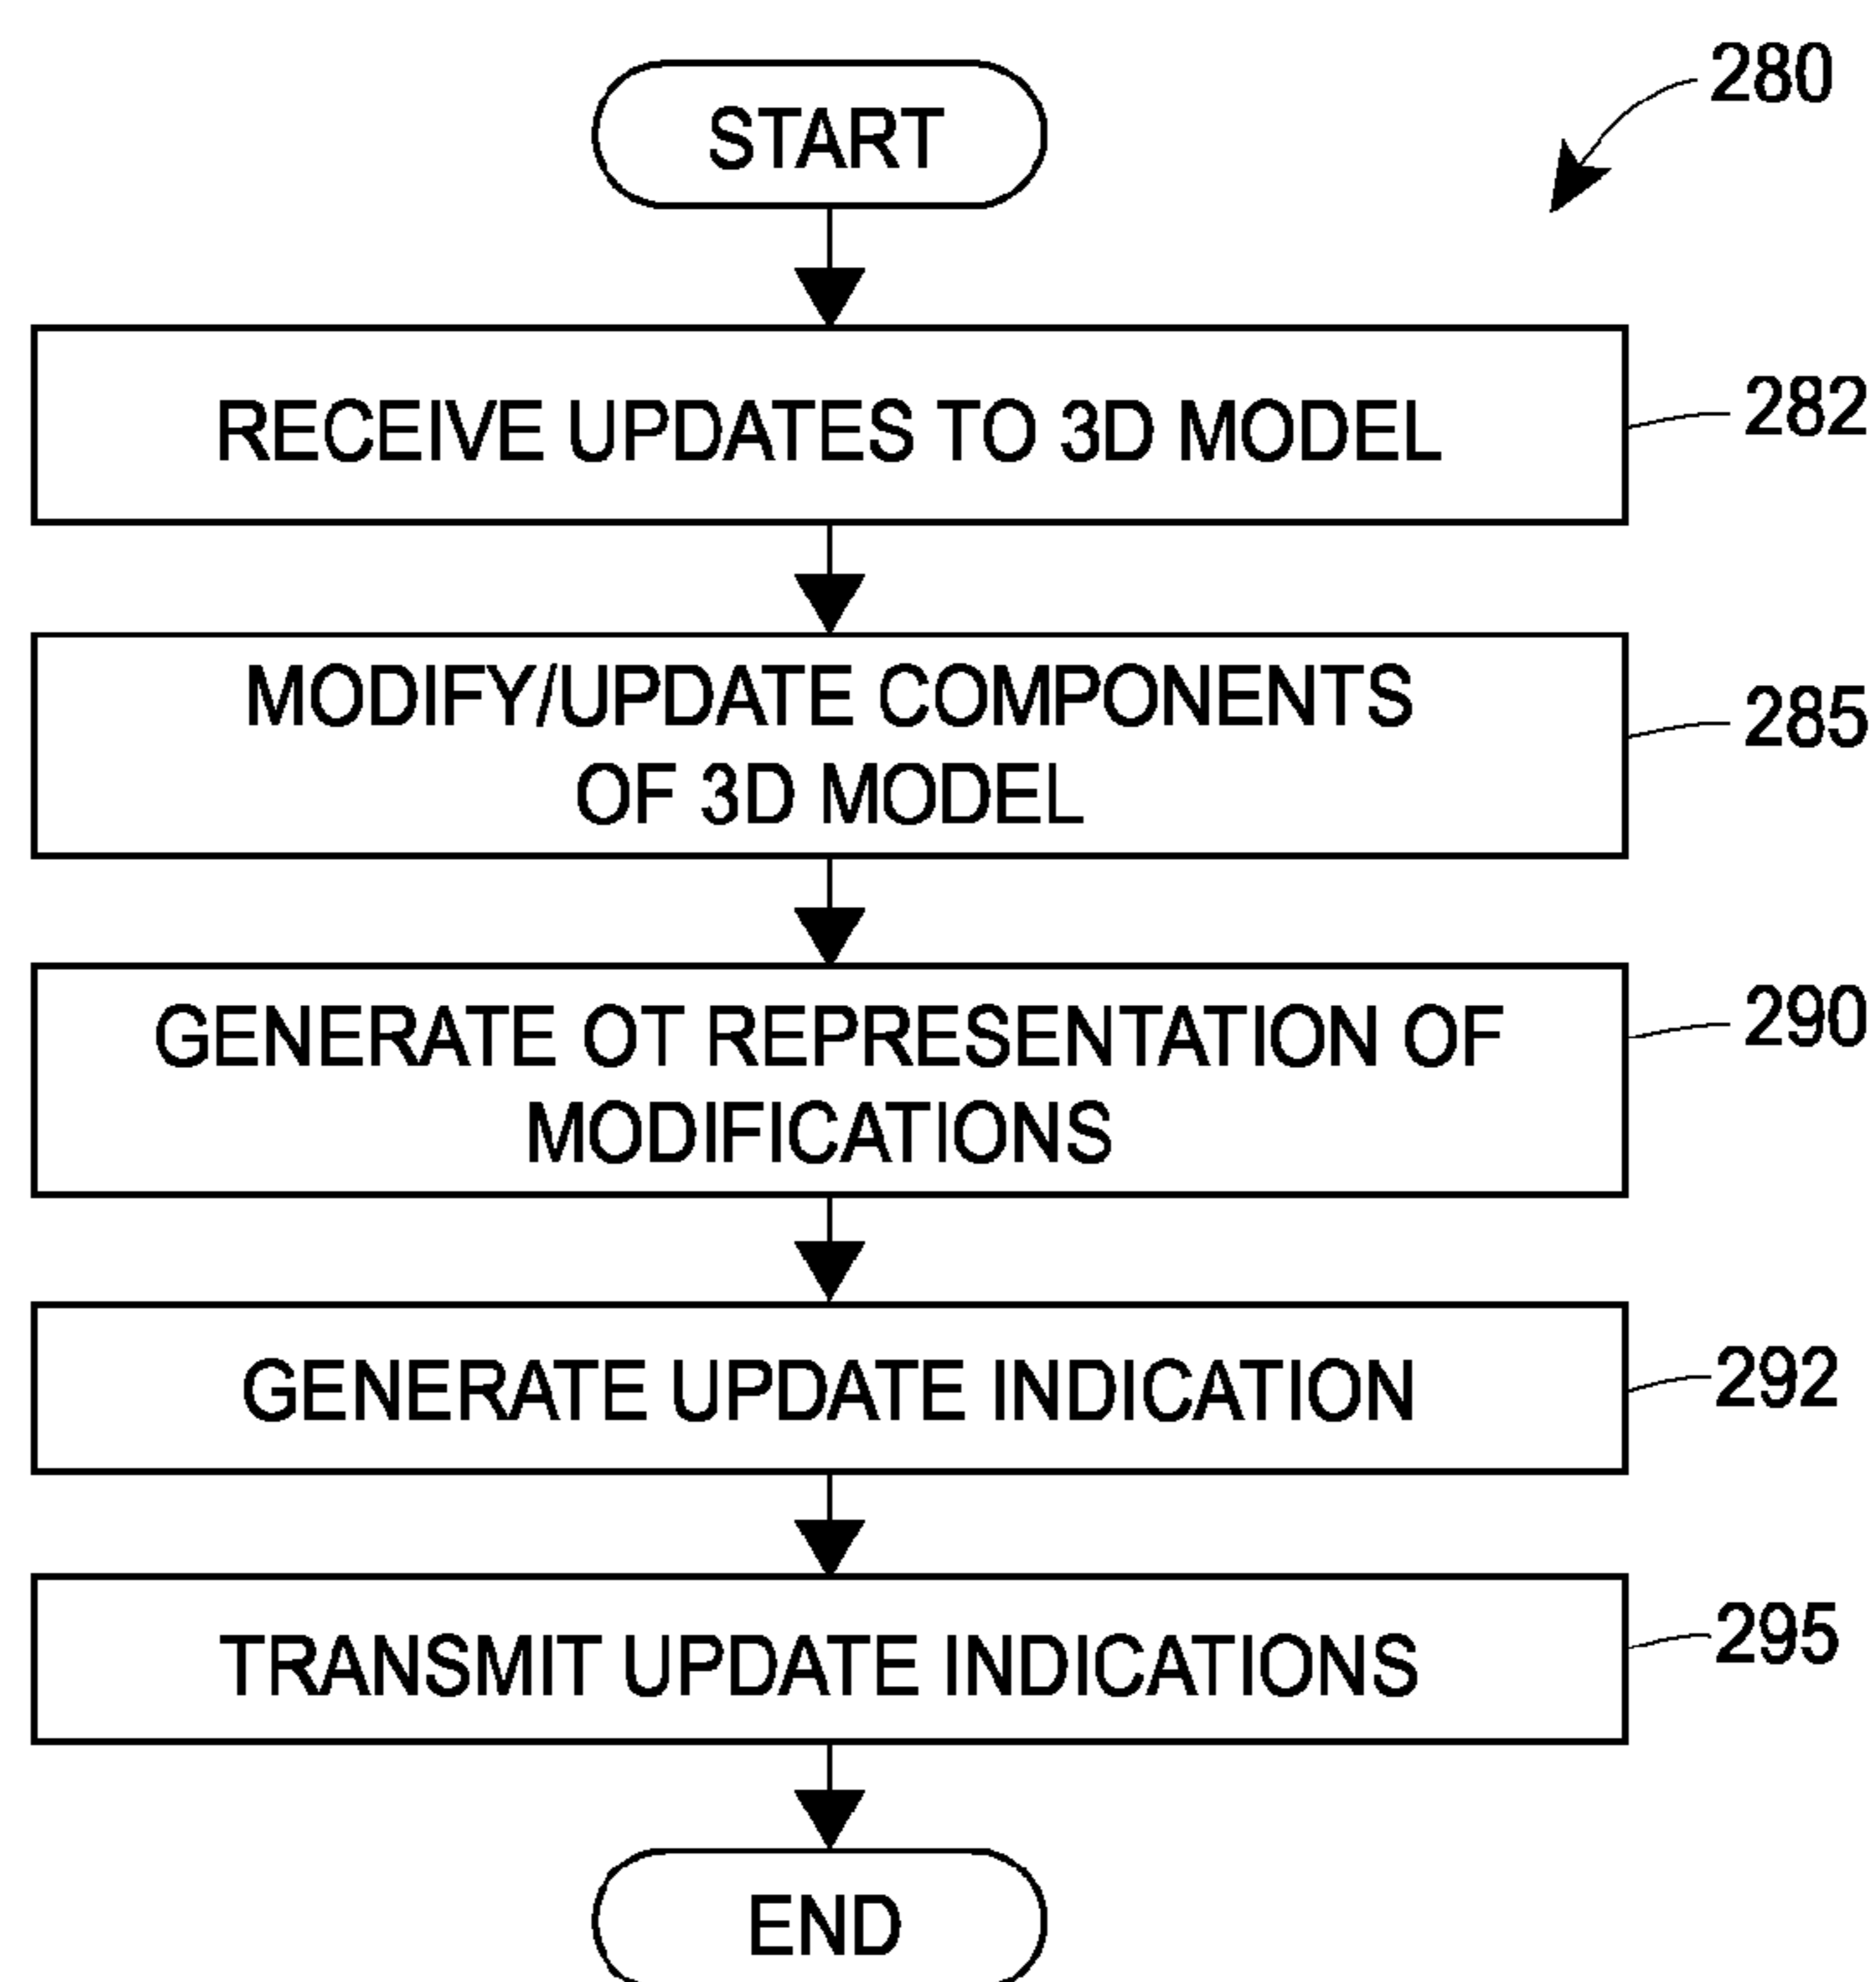 START
280
RECEIVE UPDATES TO 3D MODEL
282
MODIFY/UPDATE COMPONENTS
OF 3D MODEL
285
GENERATE OT REPRESENTATION OF
MODIFICATIONS
290
GENERATE UPDATE INDICATION
292
TRANSMIT UPDATE INDICATIONS
295
END